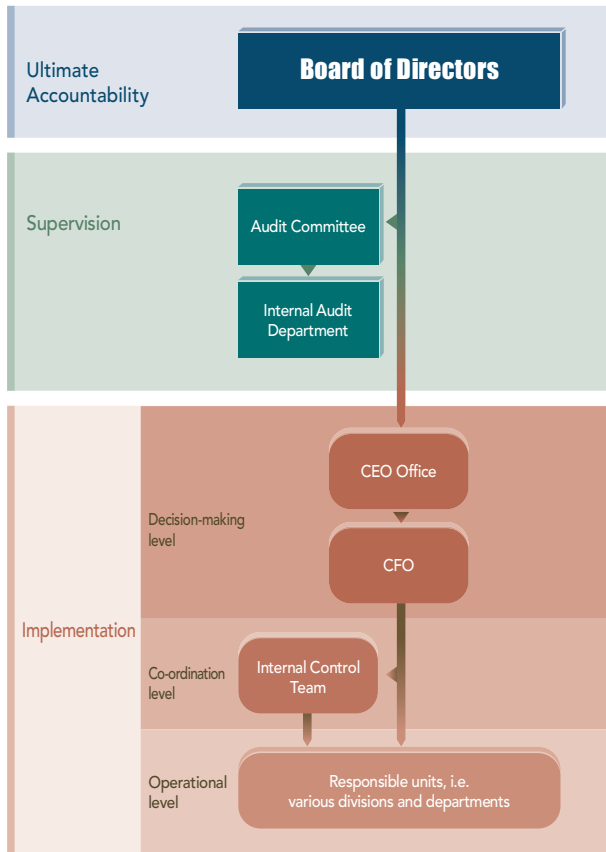 Ultimate
Accountability
Board of Directors
Supervision
Audit Committee
Internal Audit
Department
Implementation
Decision-making
level
CEO Office
CFO
Co-ordination
level
Internal Control
Team
Operational
level
Responsible units, i.e.
various divisions and departments